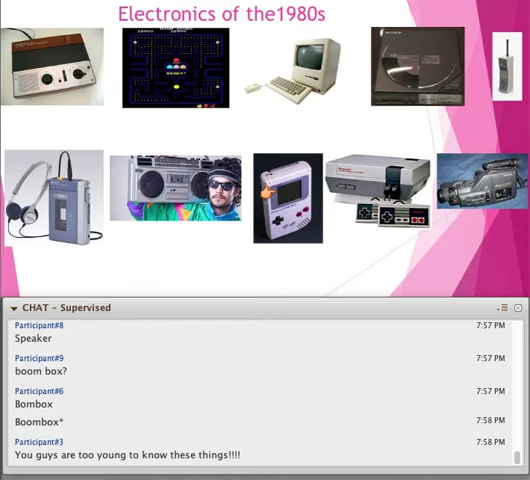 Electronics of the1980s
SONY
CHAT - Supervised
Participant#8 7:57 PM
Speaker
Participant#9 7:57 PM
boom box?
Participant#6 7:57 PM
Bombox
Boombox* 7:58 PM
Participant#3 7:58 PM
You guys are too young to know these things!!!!